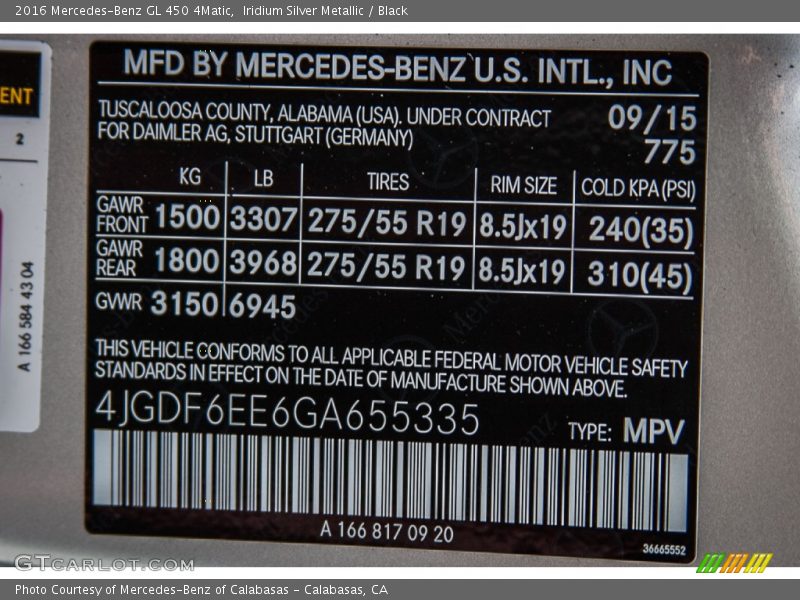 2016 Mercedes-Benz GL 450 4Matic,  Iridium Silver Metallic / Black
ENT
2
A 166 584 43 04
MFD BY MERCEDES-BENZ U.S. INTL., INC
TUSCALOOSA COUNTY, ALABAMA (USA). UNDER CONTRACT 09/15
FOR DAIMLER AG, STUTTGART (GERMANY) 775
KG LB TIRES RIM SIZE COLD KPA (PSI)
GAWR
FRONT 1500 3307 275/55 R19 8.5Jx19 240(35)
GAWR
REAR 1800 3968 275/55 R19 8.5Jx19 310(45)
GWR 3150 6945
THIS VEHICLE CONFORMS TO ALL APPLICABLE FEDERAL MOTOR VEHICLE SAFETY
STANDARDS IN EFFECT ON THE DATE OF MANUFACTURE SHOWN ABOVE.
4JGDF6EE6GA655335 TYPE: MPV
A 166 817 09 20
36665552
GTCARLOT.COM
Photo Courtesy of Mercedes-Benz of Calabasas - Calabasas, CA